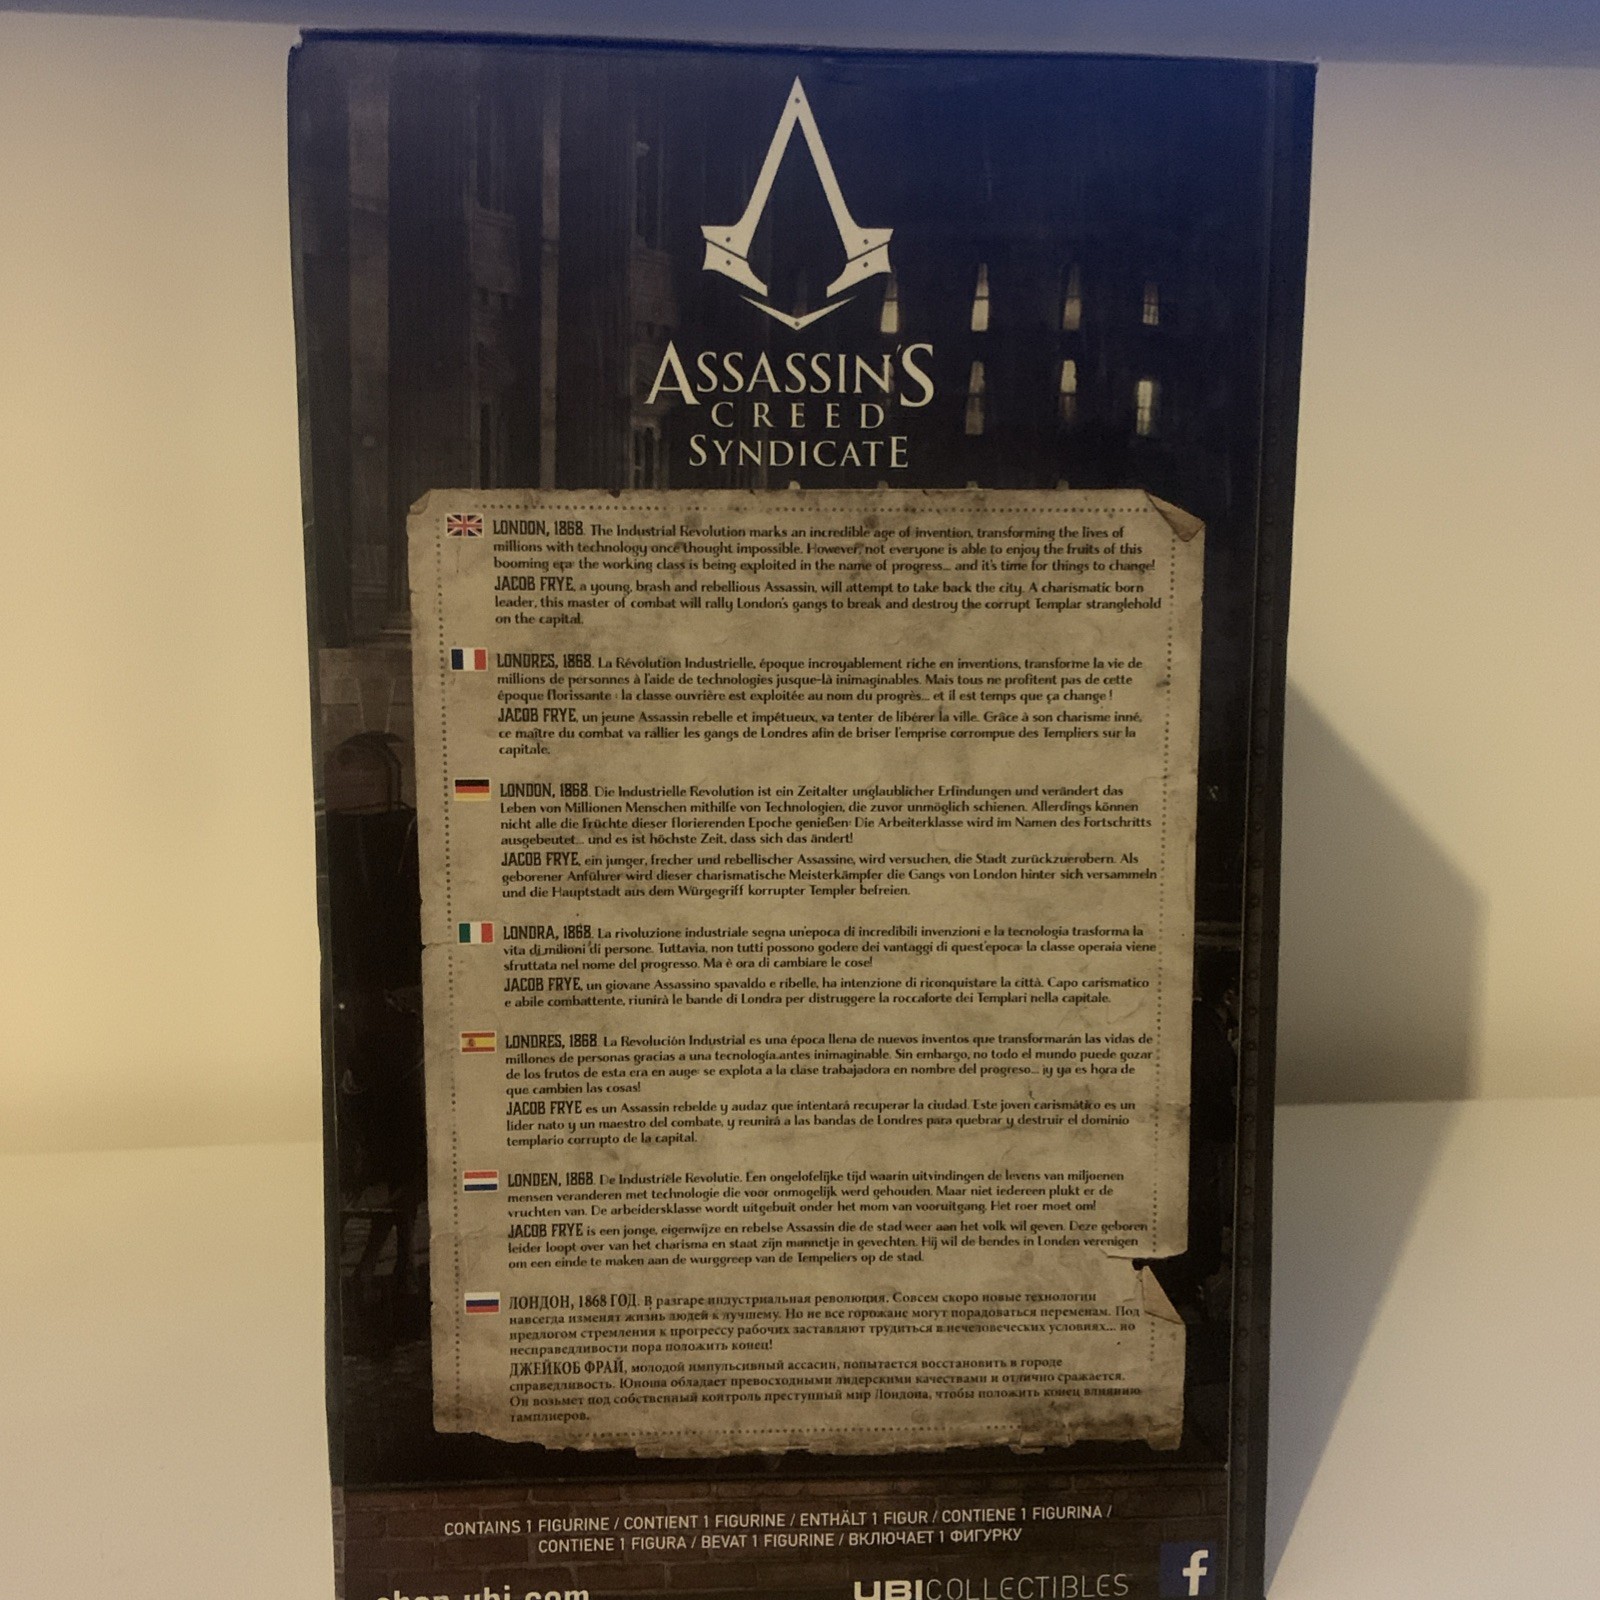 ASSASSIN'S
CREED
SYNDICATE
LONDON, 1868. The Industrial Revolution marks an incredible age of invention, transforming the lives of
millions with technology once thought impossible. However, not everyone is able to enjoy the fruits of this
booming era: the working class is being exploited in the name of progress... and it's time for things to change!
JACOB FRYE, a young, brash and rebellious Assassin, will attempt to take back the city. A charismatic born
leader, this master of combat will rally London's gangs to break and destroy the corrupt Templar stranglehold
on the capital.
LONDRES, 1868. La Révolution Industrielle, époque incroyablement riche en inventions, transforme la vie de
millions de personnes à l'aide de technologies jusque-là inimaginables. Mais tous ne profitent pas de cette
époque florissante : la classe ouvrière est exploitée au nom du progrès... et il est temps que ça change !
JACOB FRYE, un jeune Assassin rebelle et impétueux, va tenter de libérer la ville. Grâce à son charisme inné,
ce maître du combat va rallier les gangs de Londres afin de briser l'emprise corrompue des Templiers sur la
capitale.
LONDON, 1868. Die Industrielle Revolution ist ein Zeitalter unglaublicher Erfindungen und verändert das
Leben von Millionen Menschen mithilfe von Technologien, die zuvor unmöglich schienen. Allerdings können
nicht alle die Früchte dieser florierenden Epoche genießen: Die Arbeiterklasse wird im Namen des Fortschritts
ausgebeutet... und es ist höchste Zeit, dass sich das ändert!
JACOB FRYE, ein junger, frecher und rebellischer Assassine, wird versuchen, die Stadt zurückzuerobern. Als
geborener Anführer wird dieser charismatische Meisterkämpfer die Gangs von London hinter sich versammeln
und die Hauptstadt aus dem Würgegriff korrupter Templer befreien.
LONDRA, 1868. La rivoluzione industriale segna un'epoca di incredibili invenzioni e la tecnologia trasforma la
vita di milioni di persone. Tuttavia, non tutti possono godere dei vantaggi di quest'epoca: la classe operaia viene
sfruttata nel nome del progresso. Ma è ora di cambiare le cose!
JACOB FRYE, un giovane Assassino spavaldo e ribelle, ha intenzione di riconquistare la città. Capo carismatico
e abile combattente, riunirà le bande di Londra per distruggere la roccaforte dei Templari nella capitale.
LONDRES, 1868. La Revolución Industrial es una época llena de nuevos inventos que transformarán las vidas de
millones de personas gracias a una tecnología antes inimaginable. Sin embargo, no todo el mundo puede gozar
de los frutos de esta era en auge: se explota a la clase trabajadora en nombre del progreso... ¡y ya es hora de
que cambien las cosas!
JACOB FRYE es un Assassin rebelde y audaz que intentará recuperar la ciudad. Este joven carismático es un
líder nato y un maestro del combate, y reunirá a las bandas de Londres para quebrar y destruir el dominio
templario corrupto de la capital.
LONDEN, 1868. De Industriële Revolutie. Een ongelofelijke tijd waarin uitvindingen de levens van miljoenen
mensen veranderen met technologie die voor onmogelijk werd gehouden. Maar niet iedereen plukt er de
vruchten van. De arbeidersklasse wordt uitgebuit onder het mom van vooruitgang. Het roer moet om!
JACOB FRYE is een jonge, eigenwijze en rebelse Assassin die de stad weer aan het volk wil geven. Deze geboren
leider loopt over van het charisma en staat zijn mannetje in gevechten. Hij wil de bendes in Londen verenigen
om een einde te maken aan de wurggreep van de Tempeliers op de stad.
ЛОНДОН, 1868 ГОД. В разгаре индустриальная революция. Совсем скоро новые технологии
навсегда изменят жизнь людей к лучшему. Но не все горожане могут порадоваться переменам. Под
предлогом стремления к прогрессу рабочих заставляют трудиться в нечеловеческих условиях... но
несправедливости пора положить конец!
ДЖЕЙКОБ ФРАЙ, молодой импульсивный ассасин, попытается восстановить в городе
справедливость. Юноша обладает превосходными лидерскими качествами и отлично сражается.
Он возьмет под собственный контроль преступный мир Лондона, чтобы положить конец влиянию
тамплиеров.
CONTAINS 1 FIGURINE / CONTIENT 1 FIGURINE / ENTHÄLT 1 FIGUR / CONTIENE 1 FIGURINA /
CONTIENE 1 FIGURA / BEVAT 1 FIGURINE / ВКЛЮЧАЕТ 1 ФИГУРКУ
shop.ubi.com
UBICOLLECTIBLES
f